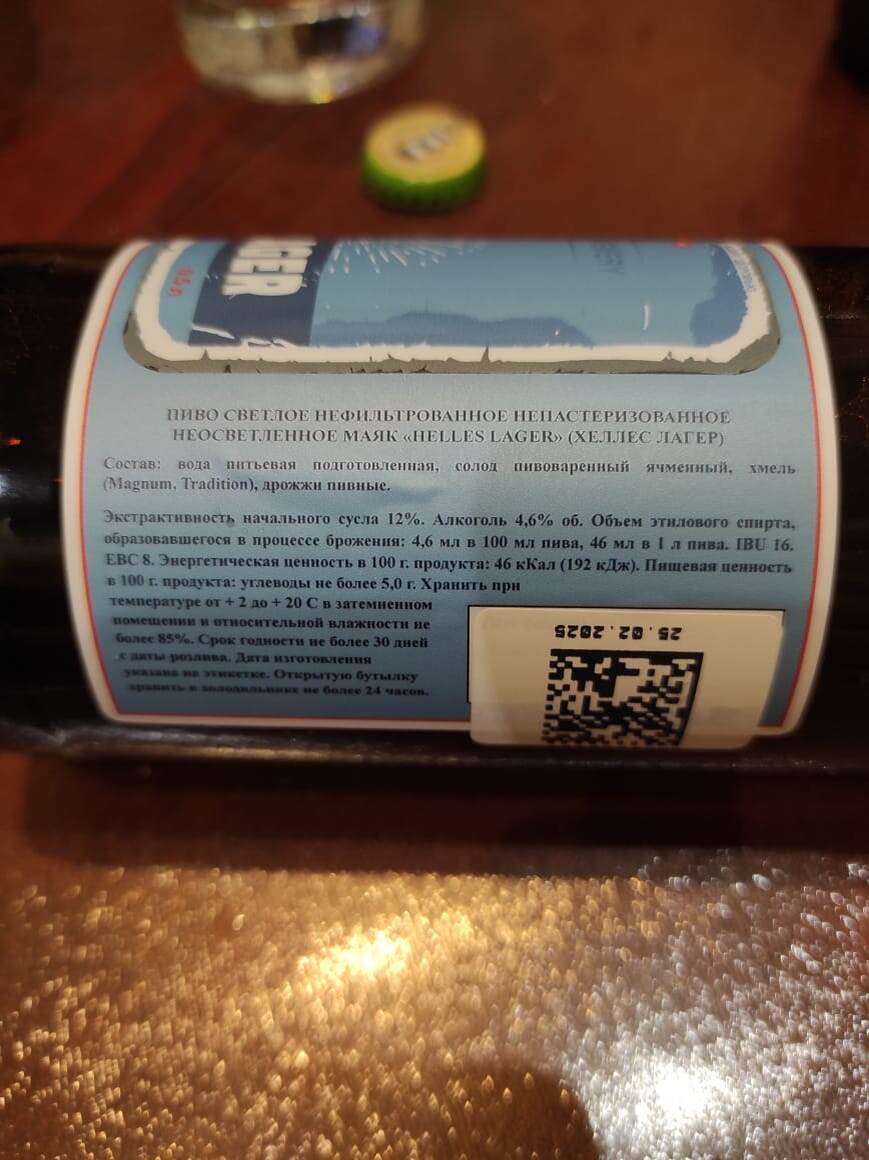 GER
0,5 л
ПИВО СВЕТЛОЕ НЕФИЛЬТРОВАННОЕ НЕПАСТЕРИЗОВАННОЕ
НЕОСВЕТЛЕННОЕ МАЯК «HELLES LAGER» (ХЕЛЛЕС ЛАГЕР)
Состав: вода питьевая подготовленная, солод пивоваренный ячменный, хмель
(Magnum, Tradition), дрожжи пивные.
Экстрактивность начального сусла 12%. Алкоголь 4,6% об. Объем этилового спирта,
образовавшегося в процессе брожения: 4,6 мл в 100 мл пива, 46 мл в 1 л пива. IBU 16.
EBC 8. Энергетическая ценность в 100 г. продукта: 46 кКал (192 кДж). Пищевая ценность
в 100 г. продукта: углеводы не более 5,0 г. Хранить при
температуре от + 2 до + 20 С в затемненном
помещении и относительной влажности не
более 85%. Срок годности не более 30 дней
с даты розлива. Дата изготовления
указана на этикетке. Открытую бутылку
хранить в холодильнике не более 24 часов.
25.02.2025